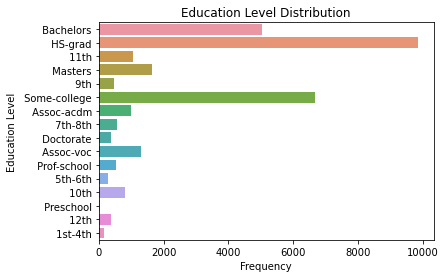 Education Level Distribution
Education Level
Bachelors
HS-grad
11th
Masters
9th
Some-college
Assoc-acdm
7th-8th
Doctorate
Assoc-voc
Prof-school
5th-6th
10th
Preschool
12th
1st-4th
0 2000 4000 6000 8000 10000
Frequency